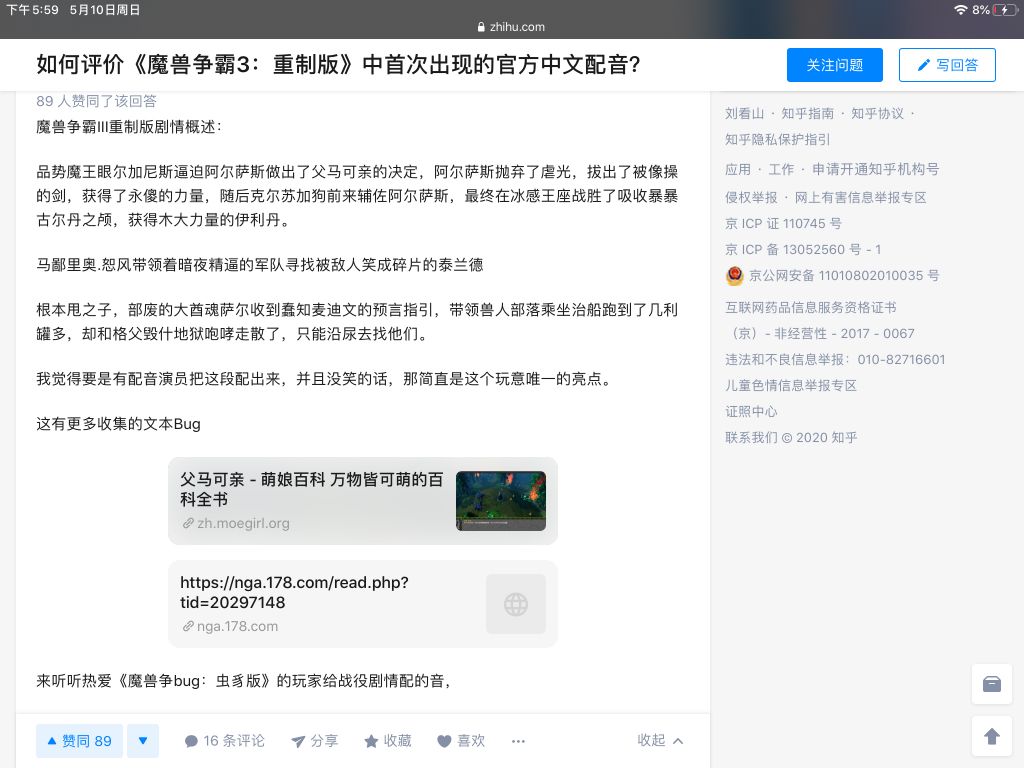 下午5:59 5月10日周日
8%
zhihu.com
如何评价《魔兽争霸3：重制版》中首次出现的官方中文配音？
关注问题
写回答
89 人赞同了该回答
魔兽争霸III重制版剧情概述：
品势魔王眼尔加尼斯逼迫阿尔萨斯做出了父马可亲的决定，阿尔萨斯抛弃了虐光，拔出了被像操
的剑，获得了永傻的力量，随后克尔苏加狗前来辅佐阿尔萨斯，最终在冰感王座战胜了吸收暴暴
古尔丹之颅，获得木大力量的伊利丹。
马鄙里奥.恕风带领着暗夜精逼的军队寻找被敌人笑成碎片的泰兰德
根本甩之子，部废的大酋魂萨尔收到蠢知麦迪文的预言指引，带领兽人部落乘坐治船跑到了几利
罐多，却和格父毁什地狱咆哮走散了，只能沿尿去找他们。
我觉得要是有配音演员把这段配出来，并且没笑的话，那简直是这个玩意唯一的亮点。
这有更多收集的文本Bug
父马可亲 - 萌娘百科 万物皆可萌的百
科全书
zh.moegirl.org
https://nga.178.com/read.php?
tid=20297148
nga.178.com
来听听热爱《魔兽争bug：虫豸版》的玩家给战役剧情配的音，
赞同 89
16 条评论
分享
收藏
喜欢
收起
刘看山 · 知乎指南 · 知乎协议 ·
知乎隐私保护指引
应用 · 工作 · 申请开通知乎机构号
侵权举报 · 网上有害信息举报专区
京 ICP 证 110745 号
京 ICP 备 13052560 号 - 1
京公网安备 11010802010035 号
互联网药品信息服务资格证书
（京）- 非经营性 - 2017 - 0067
违法和不良信息举报：010-82716601
儿童色情信息举报专区
证照中心
联系我们 © 2020 知乎